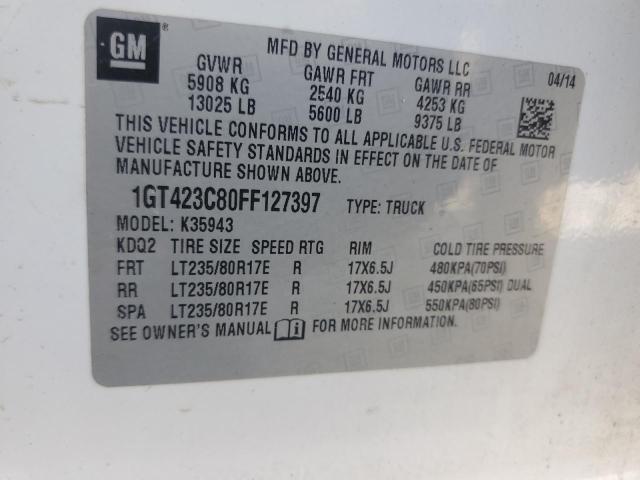 GM
MFD BY GENERAL MOTORS LLC
04/14
GVWR GAWR FRT GAWR RR
5908 KG 2540 KG 4253 KG
13025 LB 5600 LB 9375 LB
THIS VEHICLE CONFORMS TO ALL APPLICABLE U.S. FEDERAL MOTOR
VEHICLE SAFETY STANDARDS IN EFFECT ON THE DATE OF
MANUFACTURE SHOWN ABOVE.
1GT423C80FF127397 TYPE: TRUCK
MODEL: K35943
KDQ2 TIRE SIZE SPEED RTG RIM COLD TIRE PRESSURE
FRT LT235/80R17E R 17X6.5J 480KPA(70PSI)
RR LT235/80R17E R 17X6.5J 450KPA(65PSI) DUAL
SPA LT235/80R17E R 17X6.5J 550KPA(80PSI)
SEE OWNER'S MANUAL FOR MORE INFORMATION.